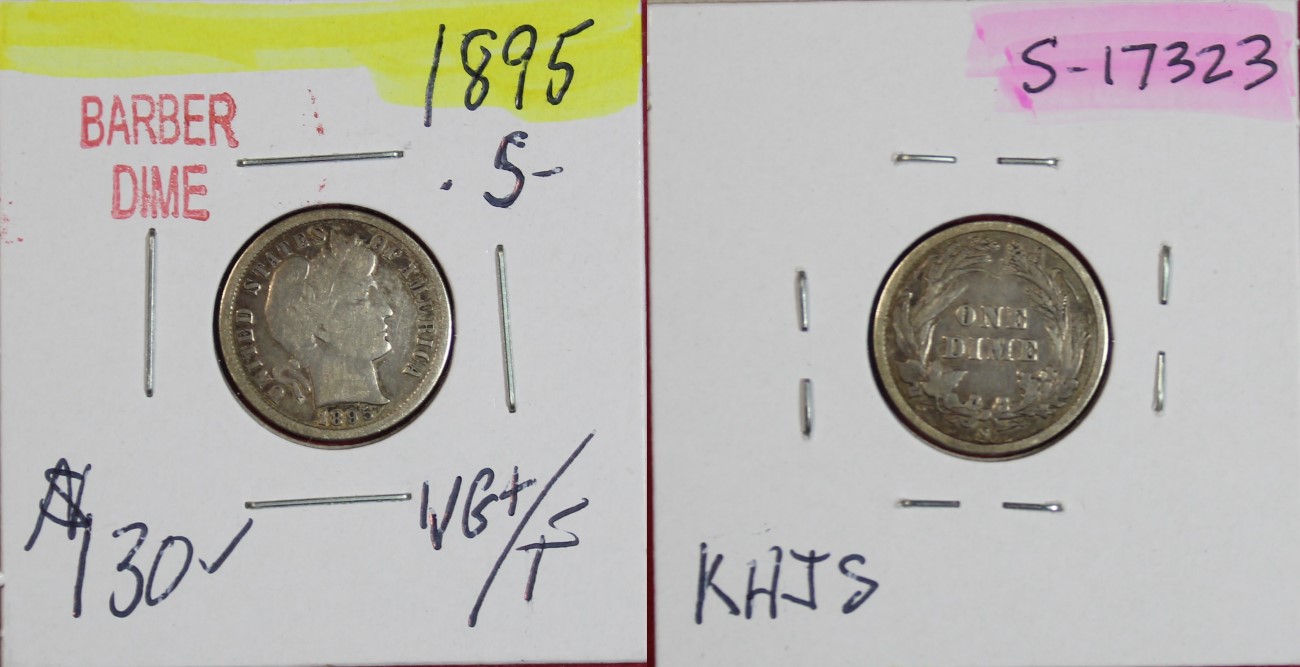 1895
BARBER
DIME
.S-
UNITED STATES OF AMERICA
1895
$130✓
VG+/F
S-17323
ONE
DIME
S
KHJS